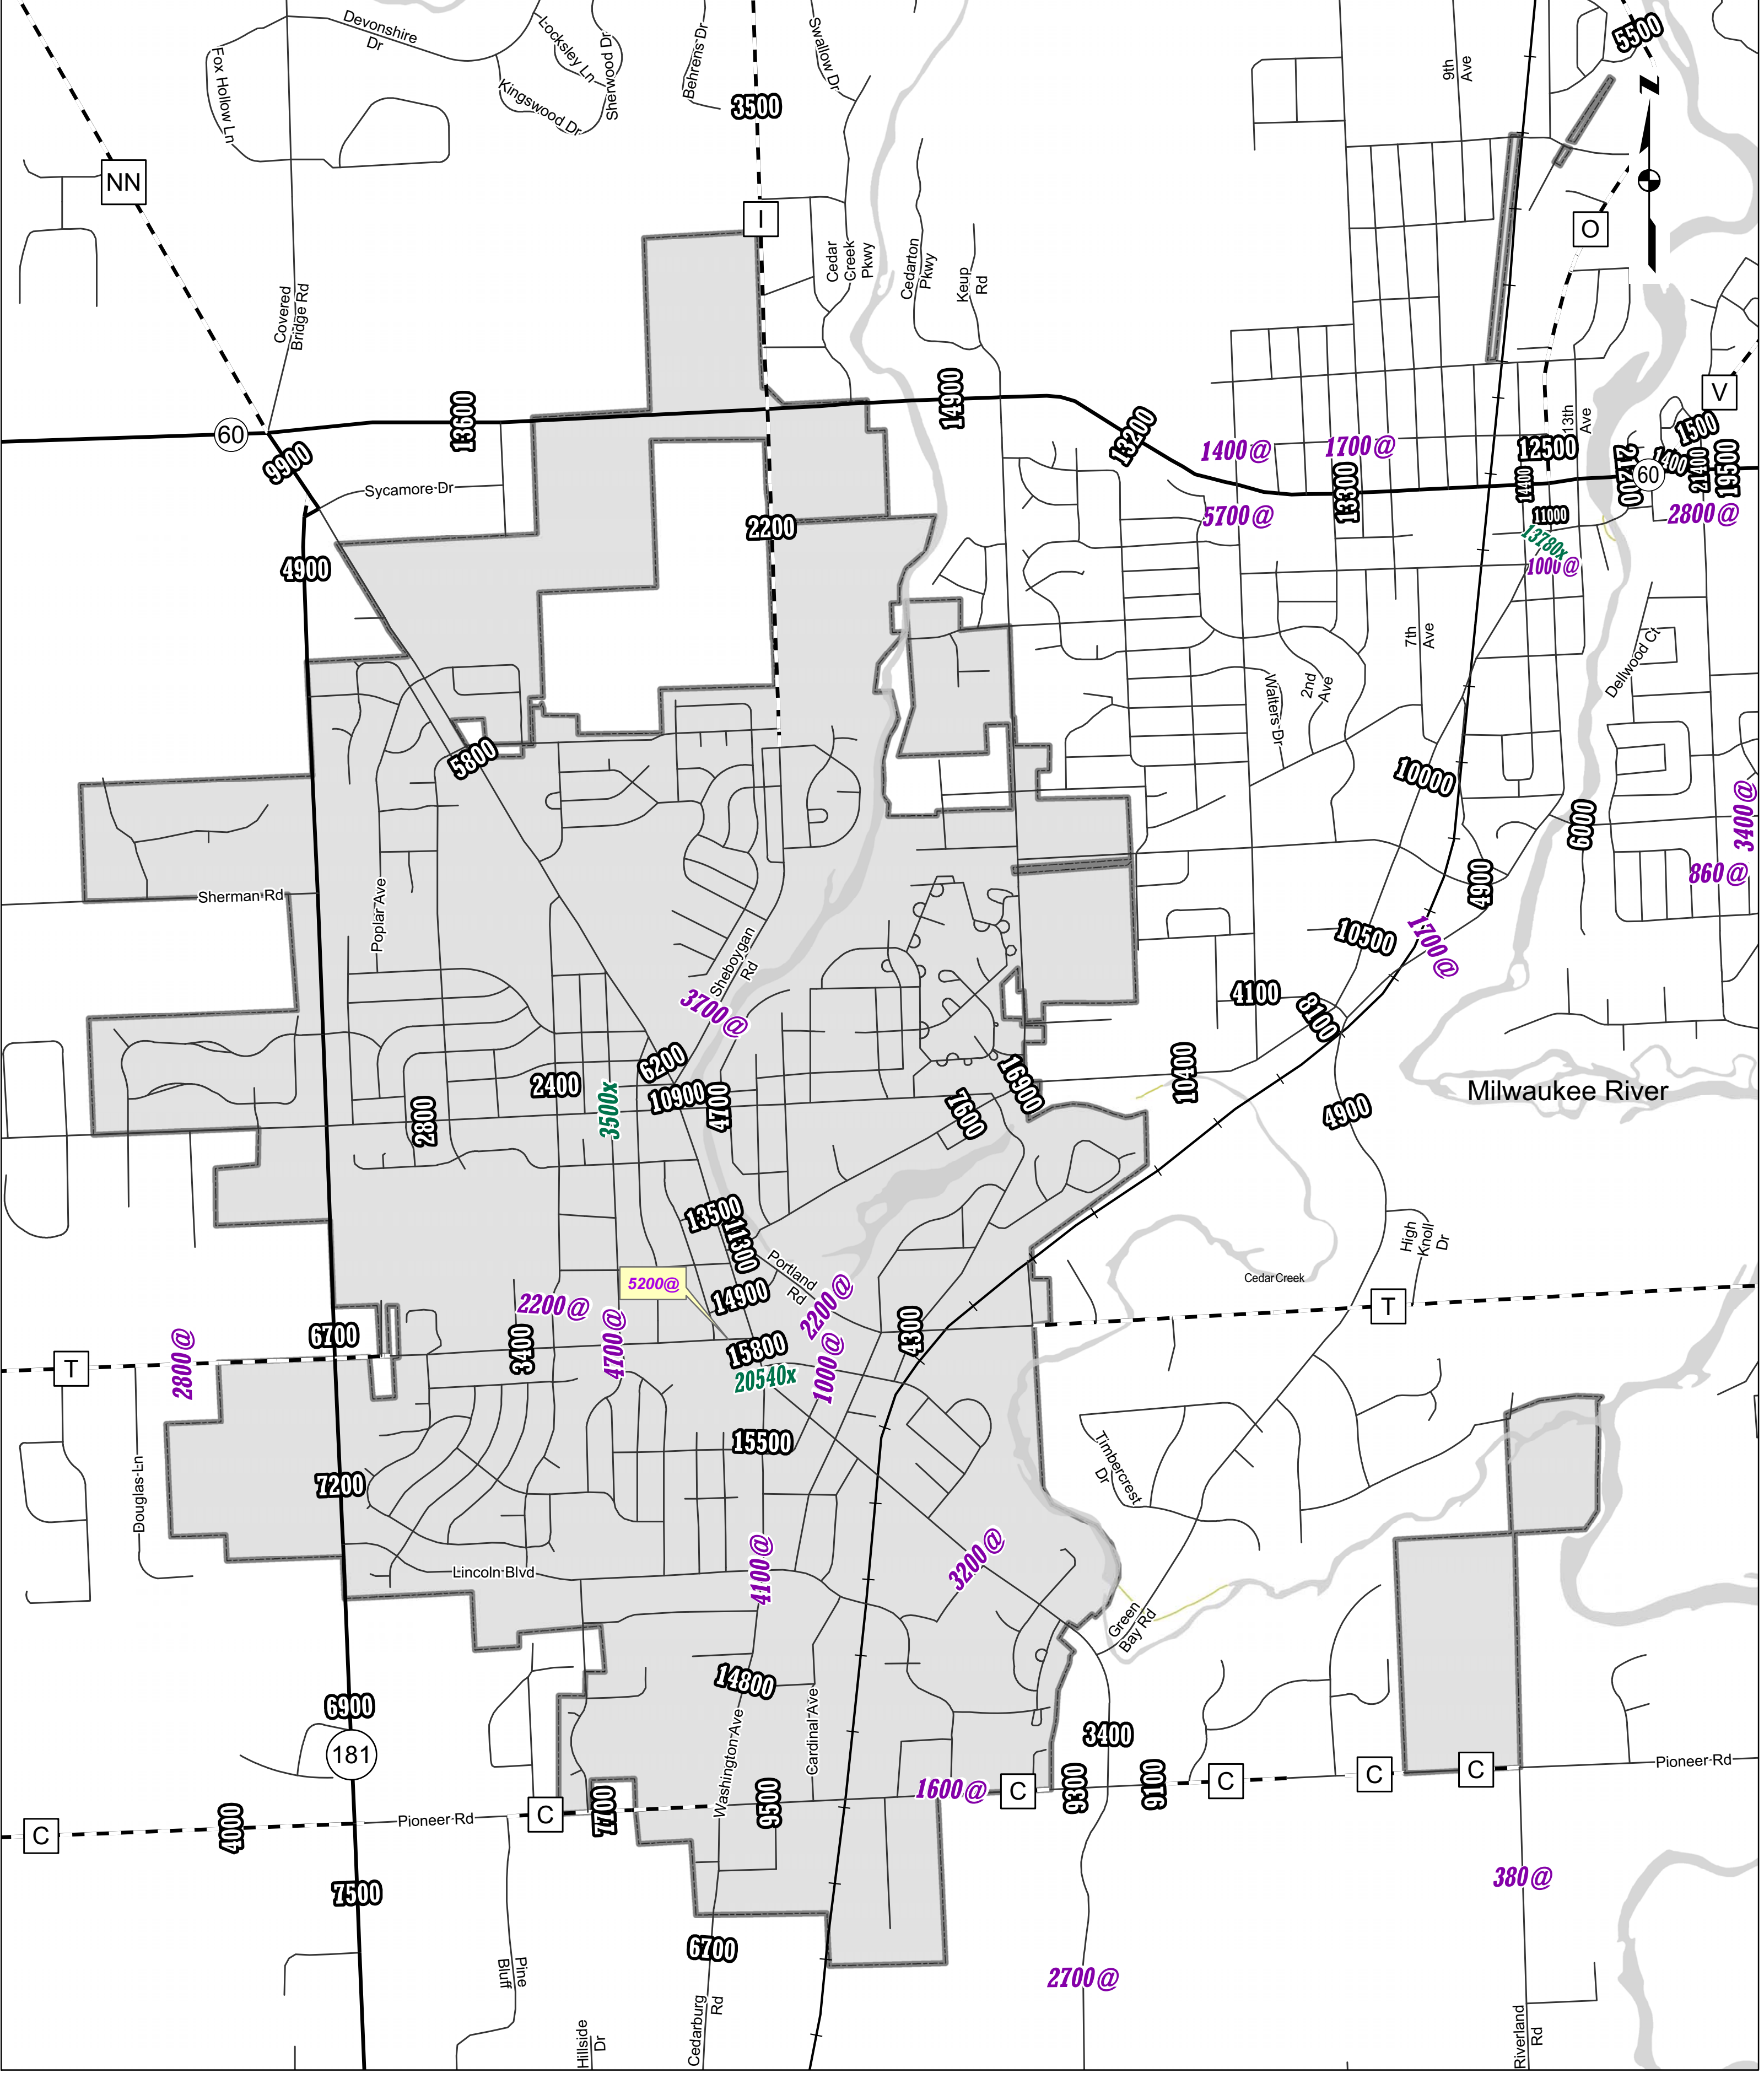 5500
Devonshire
Dr
Locksley Ln
Sherwood Dr
Behrens Dr
Swallow Dr
9th
Ave
Fox Hollow Ln
Kingswood Dr
3500
N
NN
I
O
Cedar
Creek
Pkwy
Cedarton
Pkwy
Keup
Rd
Covered
Bridge Rd
V
13600
14900
13th
Ave
60
13200
1500
9900
1400@
1700@
12500
21200
1400
21400
19500
60
Sycamore Dr
13300
14400
2200
5700@
11000
2800@
13780x
4900
1000@
7th
Ave
Dellwood Ct
Waters Dr
2nd
Ave
5800
10000
6000
3400@
Sherman Rd
860@
4900
Poplar Ave
10500
1700@
Sheboygan
Rd
3700@
4100
8100
6200
2400
3500x
10900
4700
16900
10400
Milwaukee River
2800
7600
4900
13500
11300
High
Knoll
Dr
Portland
Rd
5200@
Cedar Creek
14900
2200@
2200@
T
6700
4300
3400
4700@
15800
T
2800@
20540x
1000@
15500
Timbercrest
Dr
7200
Douglas Ln
Lincoln Blvd
4100@
3200@
Green
Bay Rd
14800
6900
Cardinal Ave
3400
181
Washington Ave
Pioneer Rd
C
C
C
C
1600@
9300
9100
9500
7700
C
Pioneer Rd
4000
C
380@
7500
6700
2700@
Pine
Bluff
Cedarburg
Rd
Hillside
Dr
Riverland
Rd